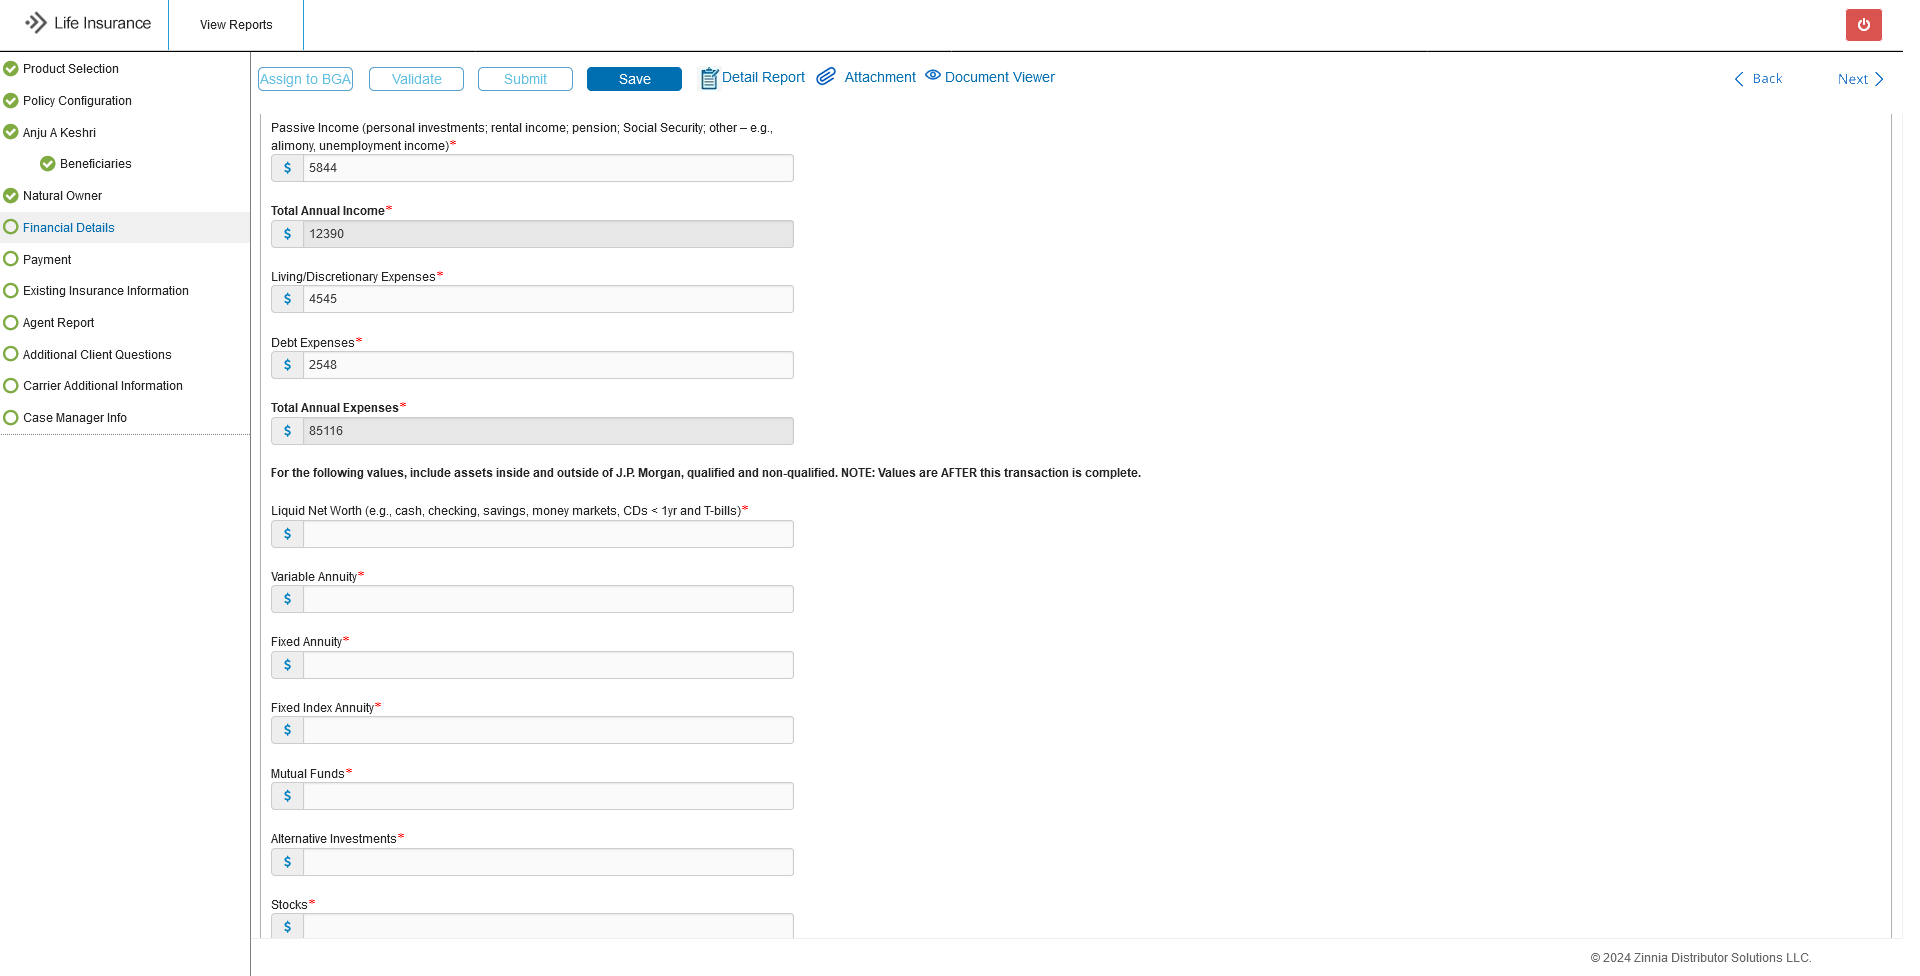 Life Insurance
View Reports
Product Selection
Policy Configuration
Anju A Keshri
Beneficiaries
Natural Owner
Financial Details
Payment
Existing Insurance Information
Agent Report
Additional Client Questions
Carrier Additional Information
Case Manager Info
Assign to BGA
Validate
Submit
Save
Detail Report
Attachment
Document Viewer
Back
Next
Passive Income (personal investments; rental income; pension; Social Security; other – e.g.,
alimony, unemployment income)*
$ 5844
Total Annual Income*
$ 12390
Living/Discretionary Expenses*
$ 4545
Debt Expenses*
$ 2548
Total Annual Expenses*
$ 85116
For the following values, include assets inside and outside of J.P. Morgan, qualified and non-qualified. NOTE: Values are AFTER this transaction is complete.
Liquid Net Worth (e.g., cash, checking, savings, money markets, CDs < 1yr and T-bills)*
$
Variable Annuity*
$
Fixed Annuity*
$
Fixed Index Annuity*
$
Mutual Funds*
$
Alternative Investments*
$
Stocks*
$
© 2024 Zinnia Distributor Solutions LLC.